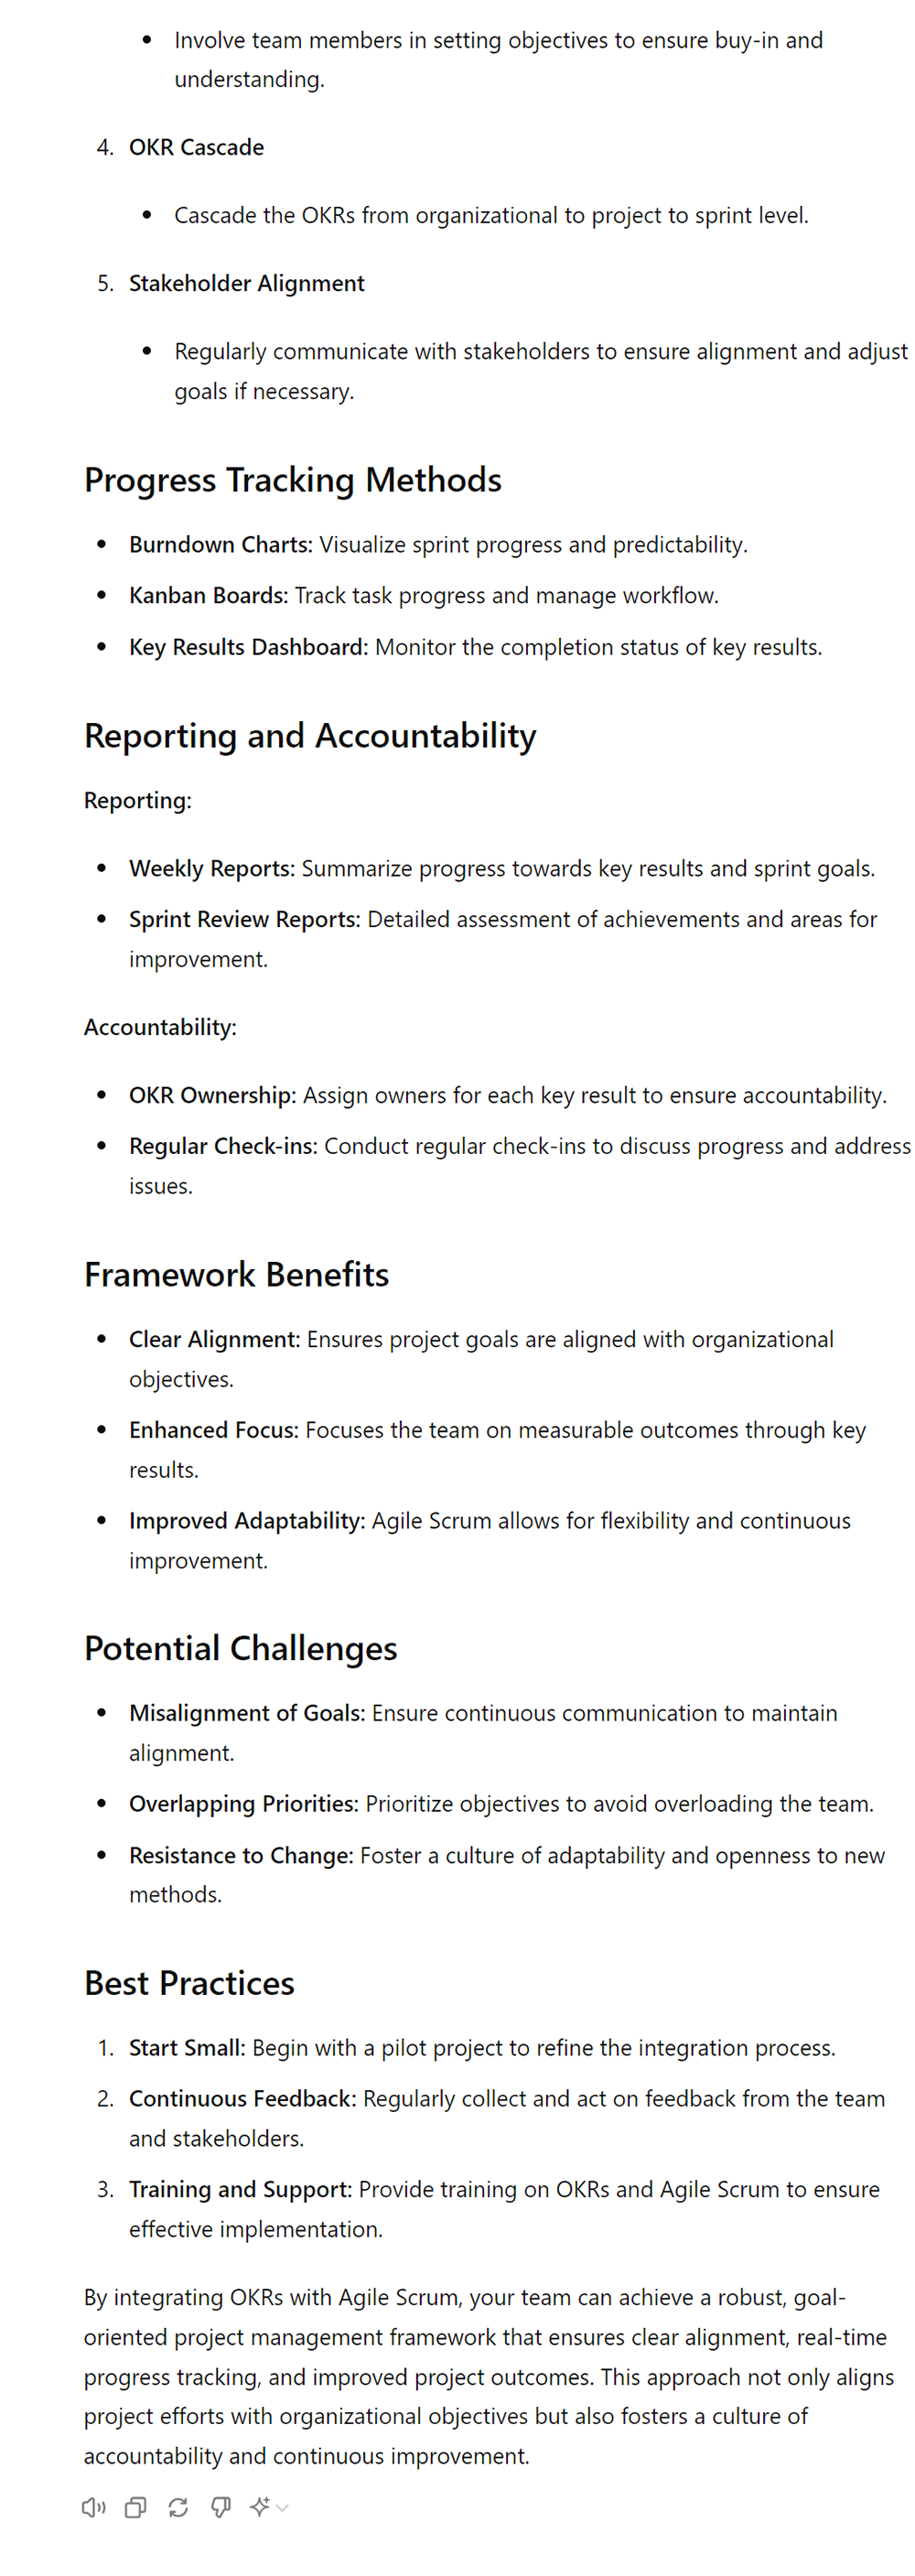 • Involve team members in setting objectives to ensure buy-in and
understanding.
4. OKR Cascade
• Cascade the OKRs from organizational to project to sprint level.
5. Stakeholder Alignment
• Regularly communicate with stakeholders to ensure alignment and adjust
goals if necessary.
Progress Tracking Methods
• Burndown Charts: Visualize sprint progress and predictability.
• Kanban Boards: Track task progress and manage workflow.
• Key Results Dashboard: Monitor the completion status of key results.
Reporting and Accountability
Reporting:
• Weekly Reports: Summarize progress towards key results and sprint goals.
• Sprint Review Reports: Detailed assessment of achievements and areas for
improvement.
Accountability:
• OKR Ownership: Assign owners for each key result to ensure accountability.
• Regular Check-ins: Conduct regular check-ins to discuss progress and address
issues.
Framework Benefits
• Clear Alignment: Ensures project goals are aligned with organizational
objectives.
• Enhanced Focus: Focuses the team on measurable outcomes through key
results.
• Improved Adaptability: Agile Scrum allows for flexibility and continuous
improvement.
Potential Challenges
• Misalignment of Goals: Ensure continuous communication to maintain
alignment.
• Overlapping Priorities: Prioritize objectives to avoid overloading the team.
• Resistance to Change: Foster a culture of adaptability and openness to new
methods.
Best Practices
1. Start Small: Begin with a pilot project to refine the integration process.
2. Continuous Feedback: Regularly collect and act on feedback from the team
and stakeholders.
3. Training and Support: Provide training on OKRs and Agile Scrum to ensure
effective implementation.
By integrating OKRs with Agile Scrum, your team can achieve a robust, goal-
oriented project management framework that ensures clear alignment, real-time
progress tracking, and improved project outcomes. This approach not only aligns
project efforts with organizational objectives but also fosters a culture of
accountability and continuous improvement.